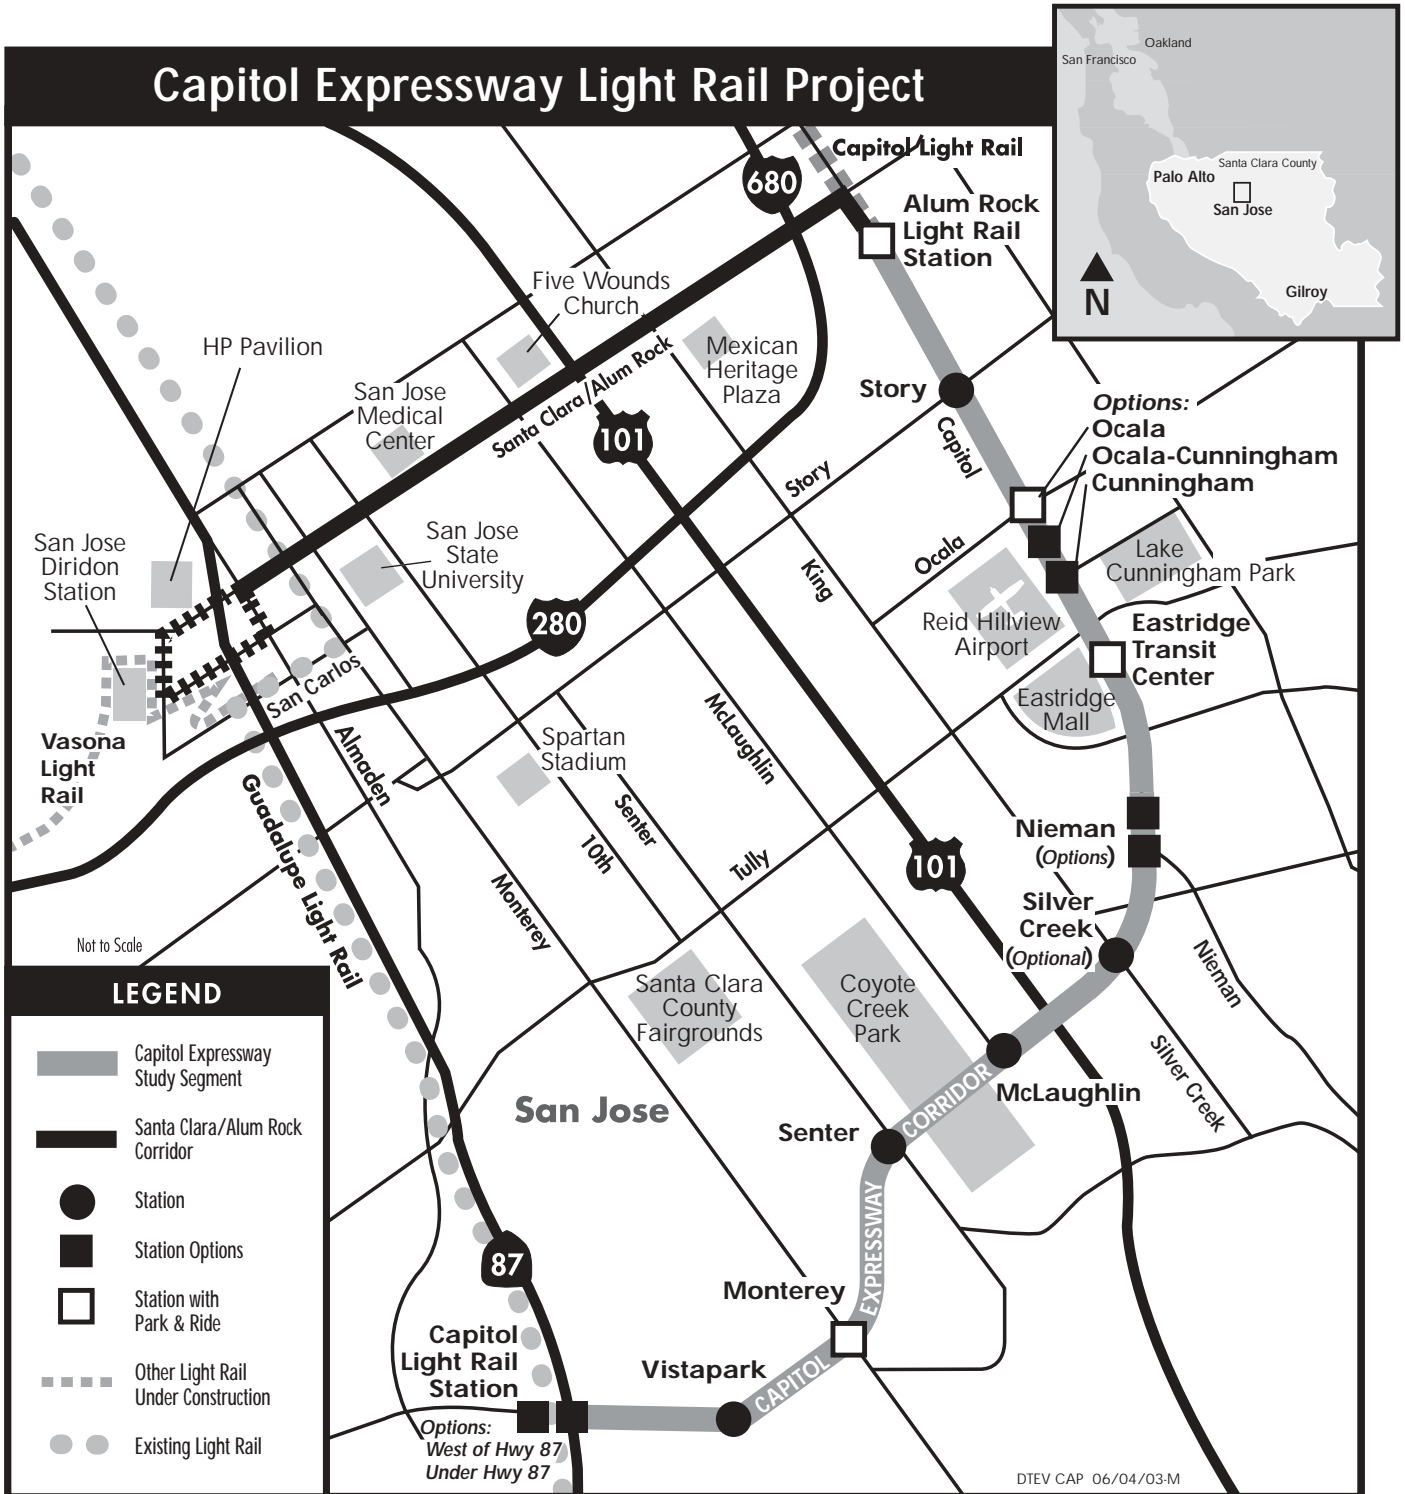 Capitol Expressway Light Rail Project
Oakland
San Francisco
Santa Clara County
Palo Alto
San Jose
Gilroy
N
Capitol Light Rail
680
Alum Rock
Light Rail
Station
Five Wounds
Church
HP Pavilion
Mexican
Heritage
Plaza
San Jose
Medical
Center
Santa Clara/Alum Rock
101
Story
Capitol
Options:
Ocala
Ocala-Cunningham
Cunningham
Story
San Jose
State
University
San Jose
Diridon
Station
Ocala
Lake
Cunningham Park
King
280
Reid Hillview
Airport
Eastridge
Transit
Center
Eastridge
Mall
San Carlos
Vasona
Light
Rail
Almaden
Spartan
Stadium
McLaughlin
Guadalupe Light Rail
Senter
10th
Tully
Monterey
101
Nieman
(Options)
Silver
Creek
(Optional)
Nieman
Not to Scale
Santa Clara
County
Fairgrounds
Coyote
Creek
Park
Silver Creek
McLaughlin
San Jose
Senter
CORRIDOR
EXPRESSWAY
CAPITOL
87
Monterey
Vistapark
Capitol
Light Rail
Station
Options:
West of Hwy 87
Under Hwy 87
LEGEND
Capitol Expressway
Study Segment
Santa Clara/Alum Rock
Corridor
Station
Station Options
Station with
Park & Ride
Other Light Rail
Under Construction
Existing Light Rail
DTEV CAP 06/04/03-M